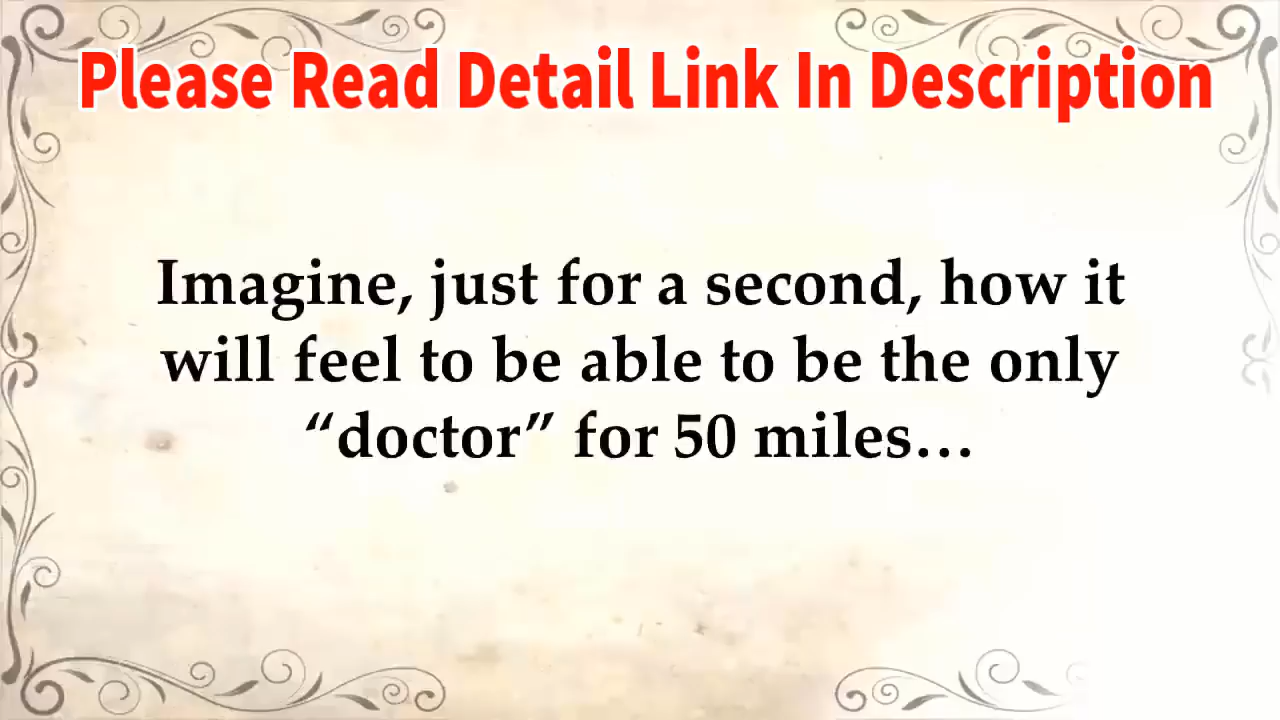 Please Read Detail Link In Description
Imagine, just for a second, how it
will feel to be able to be the only
“doctor” for 50 miles…